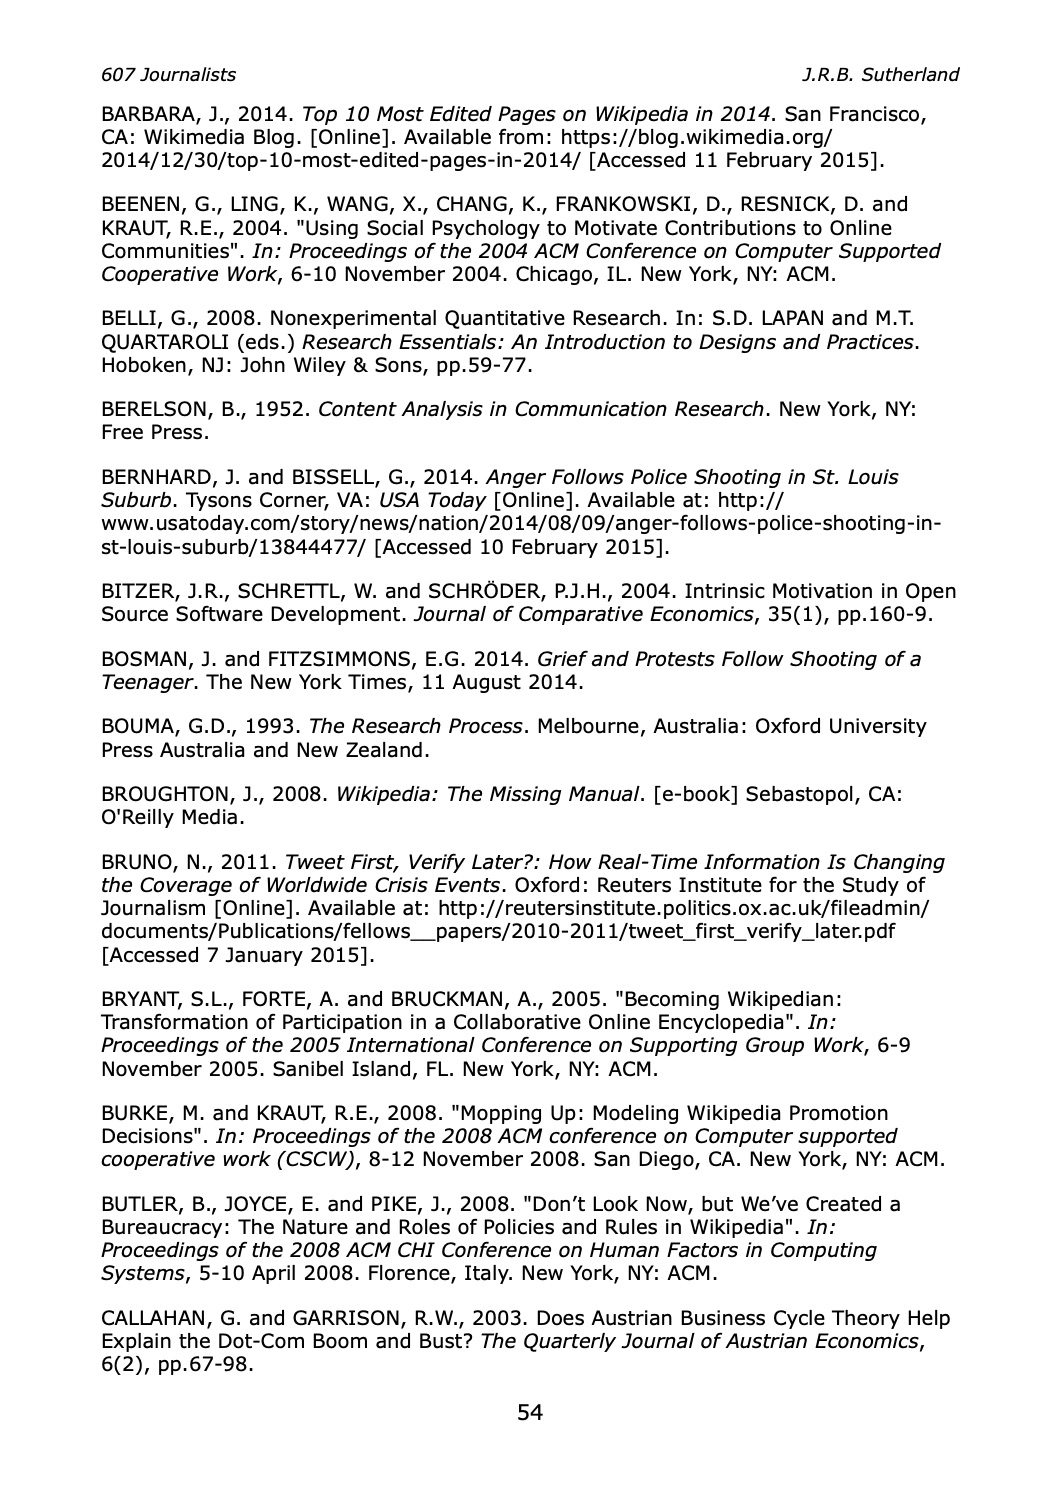 607 Journalists J.R.B. Sutherland
BARBARA, J., 2014. Top 10 Most Edited Pages on Wikipedia in 2014. San Francisco,
CA: Wikimedia Blog. [Online]. Available from: https://blog.wikimedia.org/
2014/12/30/top-10-most-edited-pages-in-2014/ [Accessed 11 February 2015].
BEENEN, G., LING, K., WANG, X., CHANG, K., FRANKOWSKI, D., RESNICK, D. and
KRAUT, R.E., 2004. "Using Social Psychology to Motivate Contributions to Online
Communities". In: Proceedings of the 2004 ACM Conference on Computer Supported
Cooperative Work, 6-10 November 2004. Chicago, IL. New York, NY: ACM.
BELLI, G., 2008. Nonexperimental Quantitative Research. In: S.D. LAPAN and M.T.
QUARTAROLI (eds.) Research Essentials: An Introduction to Designs and Practices.
Hoboken, NJ: John Wiley & Sons, pp.59-77.
BERELSON, B., 1952. Content Analysis in Communication Research. New York, NY:
Free Press.
BERNHARD, J. and BISSELL, G., 2014. Anger Follows Police Shooting in St. Louis
Suburb. Tysons Corner, VA: USA Today [Online]. Available at: http://
www.usatoday.com/story/news/nation/2014/08/09/anger-follows-police-shooting-in-
st-louis-suburb/13844477/ [Accessed 10 February 2015].
BITZER, J.R., SCHRETTL, W. and SCHRÖDER, P.J.H., 2004. Intrinsic Motivation in Open
Source Software Development. Journal of Comparative Economics, 35(1), pp.160-9.
BOSMAN, J. and FITZSIMMONS, E.G. 2014. Grief and Protests Follow Shooting of a
Teenager. The New York Times, 11 August 2014.
BOUMA, G.D., 1993. The Research Process. Melbourne, Australia: Oxford University
Press Australia and New Zealand.
BROUGHTON, J., 2008. Wikipedia: The Missing Manual. [e-book] Sebastopol, CA:
O'Reilly Media.
BRUNO, N., 2011. Tweet First, Verify Later?: How Real-Time Information Is Changing
the Coverage of Worldwide Crisis Events. Oxford: Reuters Institute for the Study of
Journalism [Online]. Available at: http://reutersinstitute.politics.ox.ac.uk/fileadmin/
documents/Publications/fellows__papers/2010-2011/tweet_first_verify_later.pdf
[Accessed 7 January 2015].
BRYANT, S.L., FORTE, A. and BRUCKMAN, A., 2005. "Becoming Wikipedian:
Transformation of Participation in a Collaborative Online Encyclopedia". In:
Proceedings of the 2005 International Conference on Supporting Group Work, 6-9
November 2005. Sanibel Island, FL. New York, NY: ACM.
BURKE, M. and KRAUT, R.E., 2008. "Mopping Up: Modeling Wikipedia Promotion
Decisions". In: Proceedings of the 2008 ACM conference on Computer supported
cooperative work (CSCW), 8-12 November 2008. San Diego, CA. New York, NY: ACM.
BUTLER, B., JOYCE, E. and PIKE, J., 2008. "Don’t Look Now, but We’ve Created a
Bureaucracy: The Nature and Roles of Policies and Rules in Wikipedia". In:
Proceedings of the 2008 ACM CHI Conference on Human Factors in Computing
Systems, 5-10 April 2008. Florence, Italy. New York, NY: ACM.
CALLAHAN, G. and GARRISON, R.W., 2003. Does Austrian Business Cycle Theory Help
Explain the Dot-Com Boom and Bust? The Quarterly Journal of Austrian Economics,
6(2), pp.67-98.
54